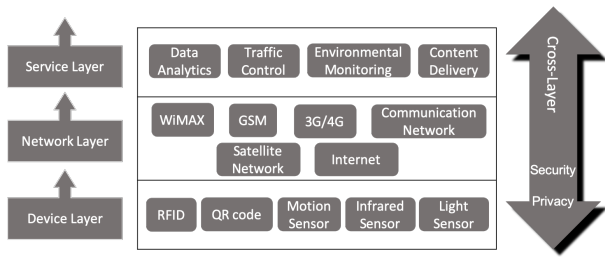 Service Layer
Data
Analytics
Traffic
Control
Environmental
Monitoring
Content
Delivery
Network Layer
WiMAX
GSM
3G/4G
Communication
Network
Satellite
Network
Internet
Device Layer
RFID
QR code
Motion
Sensor
Infrared
Sensor
Light
Sensor
Cross-Layer
Security
Privacy